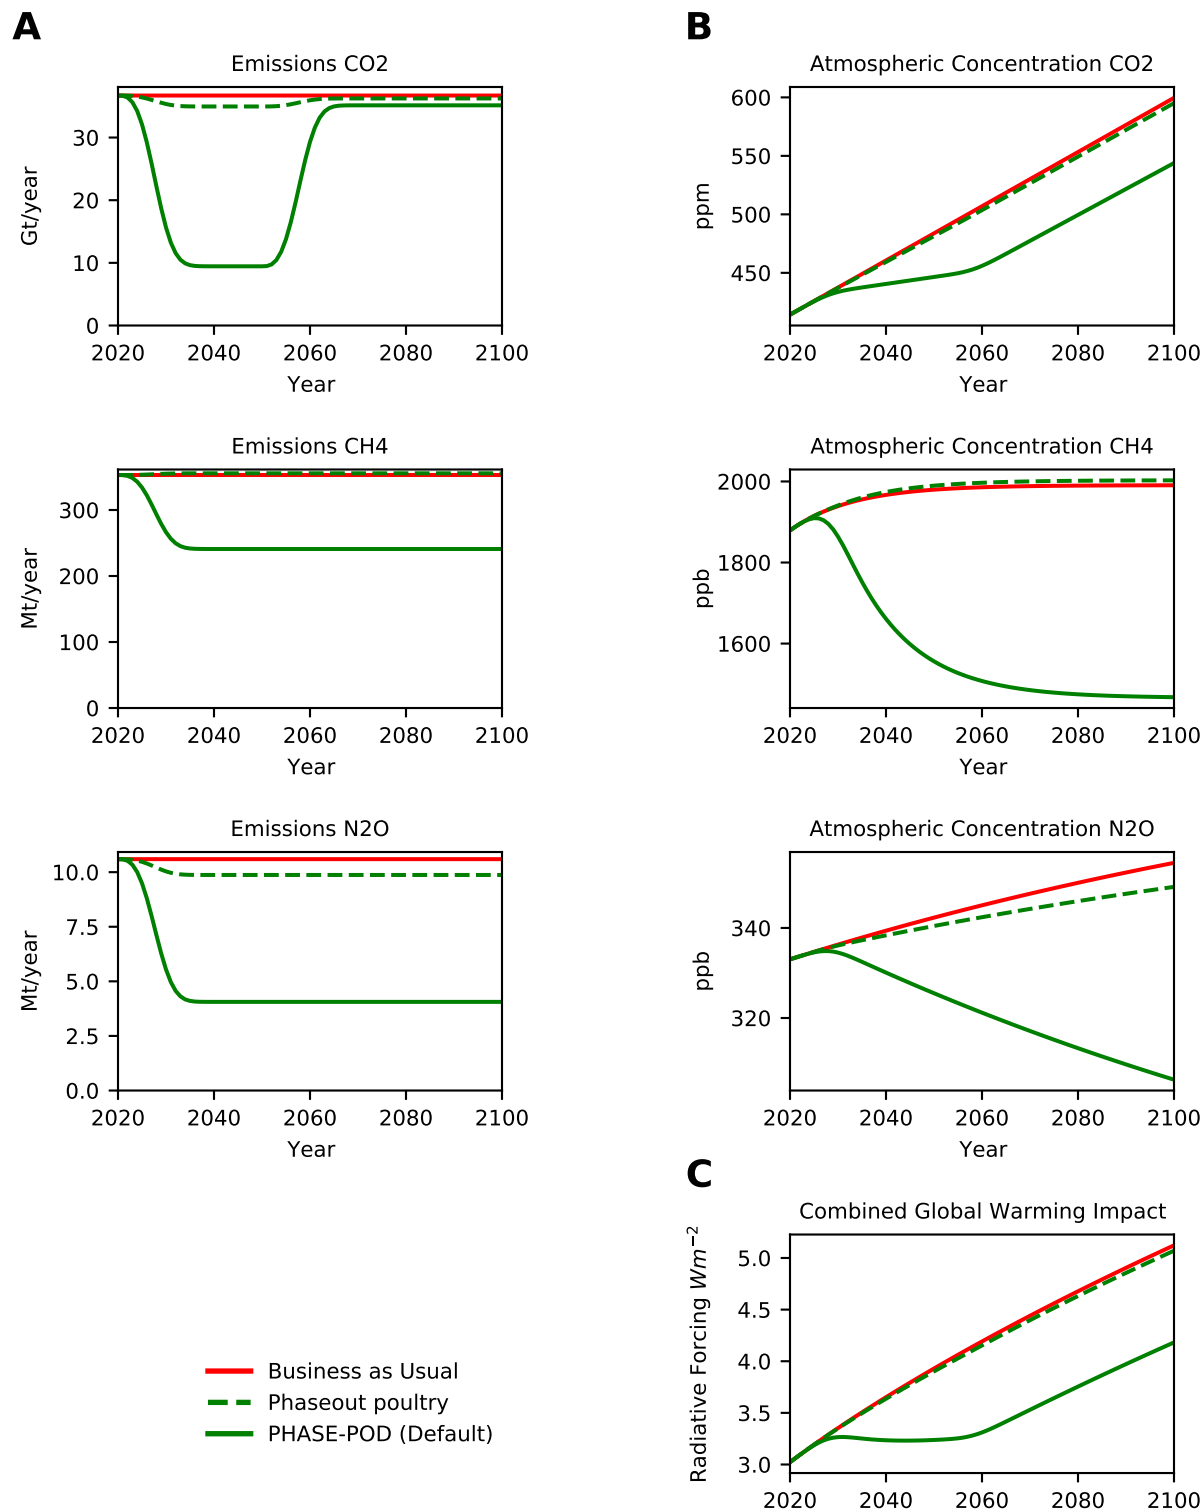 A
Emissions CO2
Gt/year
30
20
10
0
2020 2040 2060 2080 2100
Year
Emissions CH4
Mt/year
300
200
100
0
2020 2040 2060 2080 2100
Year
Emissions N2O
Mt/year
10.0
7.5
5.0
2.5
0.0
2020 2040 2060 2080 2100
Year
Business as Usual
Phaseout poultry
PHASE-POD (Default)
B
Atmospheric Concentration CO2
ppm
600
550
500
450
2020 2040 2060 2080 2100
Year
Atmospheric Concentration CH4
ppb
2000
1800
1600
2020 2040 2060 2080 2100
Year
Atmospheric Concentration N2O
ppb
340
320
2020 2040 2060 2080 2100
Year
C
Combined Global Warming Impact
Radiative Forcing Wm⁻²
5.0
4.5
4.0
3.5
3.0
2020 2040 2060 2080 2100